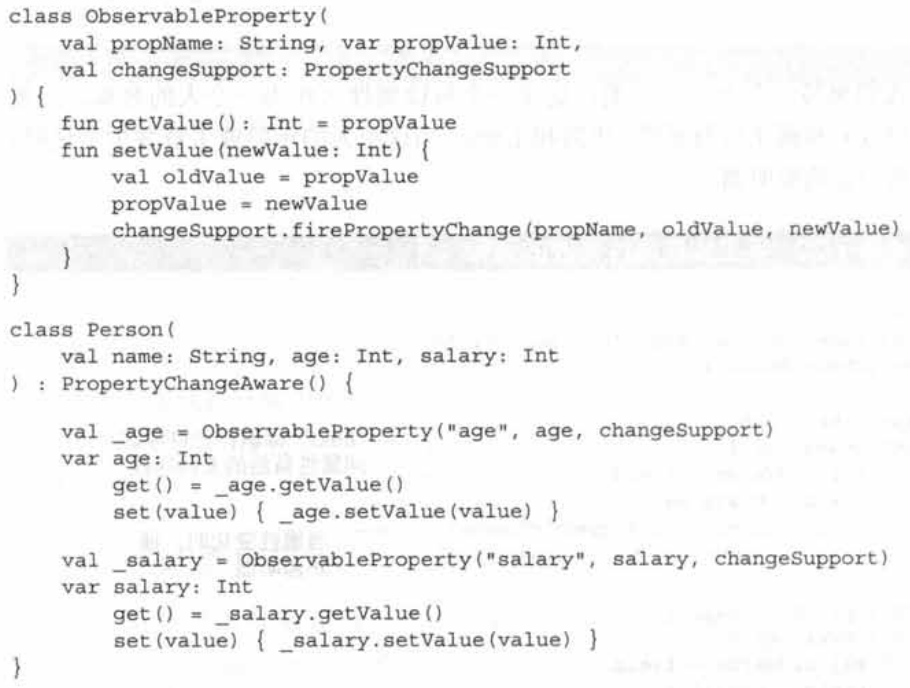 class ObservableProperty(
    val propName: String, var propValue: Int,
    val changeSupport: PropertyChangeSupport
) {
    fun getValue(): Int = propValue
    fun setValue(newValue: Int) {
        val oldValue = propValue
        propValue = newValue
        changeSupport.firePropertyChange(propName, oldValue, newValue)
    }
}

class Person(
    val name: String, age: Int, salary: Int
) : PropertyChangeAware() {

    val _age = ObservableProperty("age", age, changeSupport)
    var age: Int
        get() = _age.getValue()
        set(value) { _age.setValue(value) }

    val _salary = ObservableProperty("salary", salary, changeSupport)
    var salary: Int
        get() = _salary.getValue()
        set(value) { _salary.setValue(value) }
}